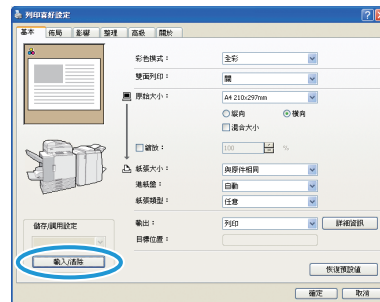 列印喜好設定
基本 佈局 影響 整理 高級 關於
彩色模式： 全彩
雙面列印： 關
原始大小： A4 210x297mm
縱向 橫向
混合大小
縮放： 100 %
紙張大小： 與原件相同
進紙盤： 自動
紙張類型： 任意
儲存/調用設定
輸出： 列印 詳細資訊
目標位置：
輸入/清除
恢復預設值
確定 取消